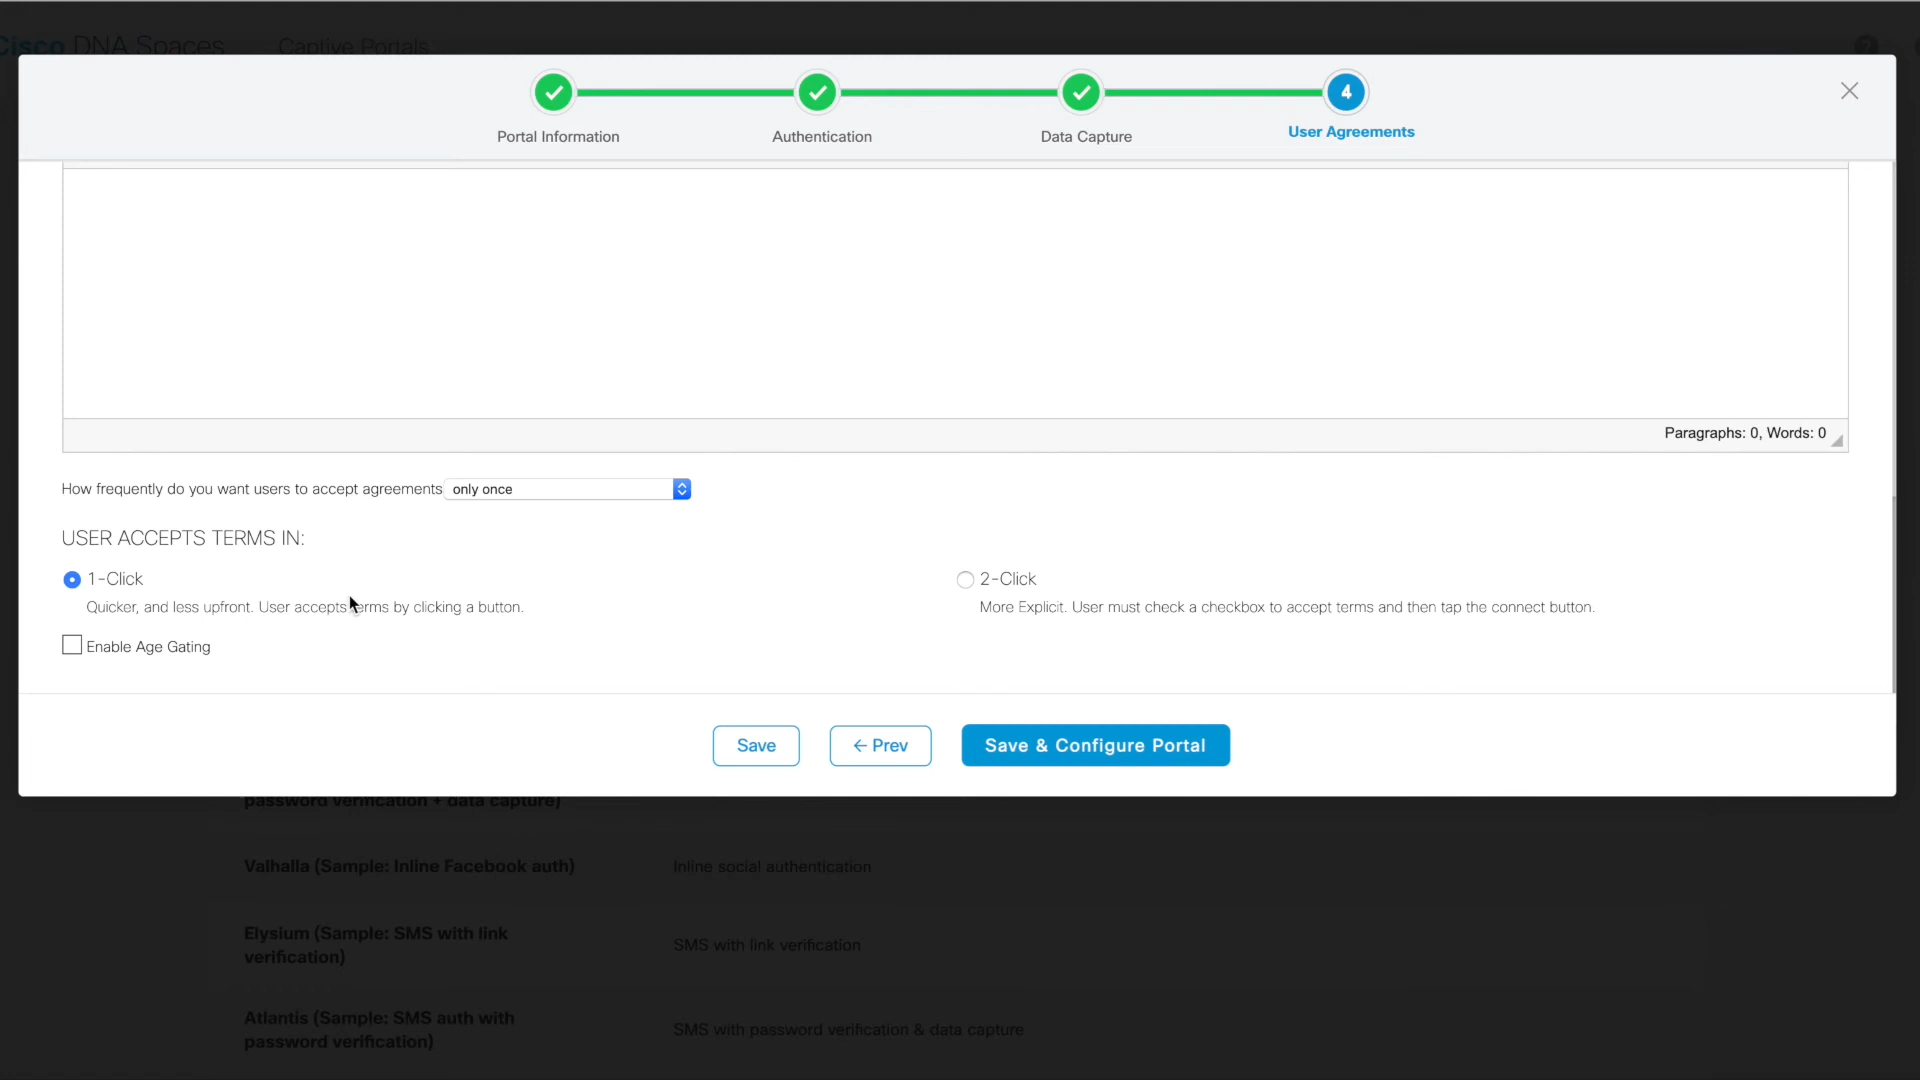 Cisco DNA Spaces Captive Portals
?
4
Portal Information Authentication Data Capture User Agreements
Paragraphs: 0, Words: 0
How frequently do you want users to accept agreements only once
USER ACCEPTS TERMS IN:
1-Click 2-Click
Quicker, and less upfront. User accepts terms by clicking a button. More Explicit. User must check a checkbox to accept terms and then tap the connect button.
Enable Age Gating
Save ← Prev Save & Configure Portal
password verification + data capture)
Valhalla (Sample: Inline Facebook auth) Inline social authentication
Elysium (Sample: SMS with link
verification) SMS with link verification
Atlantis (Sample: SMS auth with
password verification) SMS with password verification & data capture